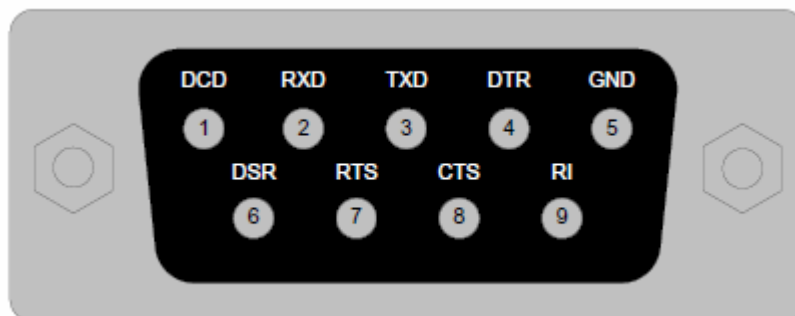 DCD RXD TXD DTR GND
1 2 3 4 5
DSR RTS CTS RI
6 7 8 9